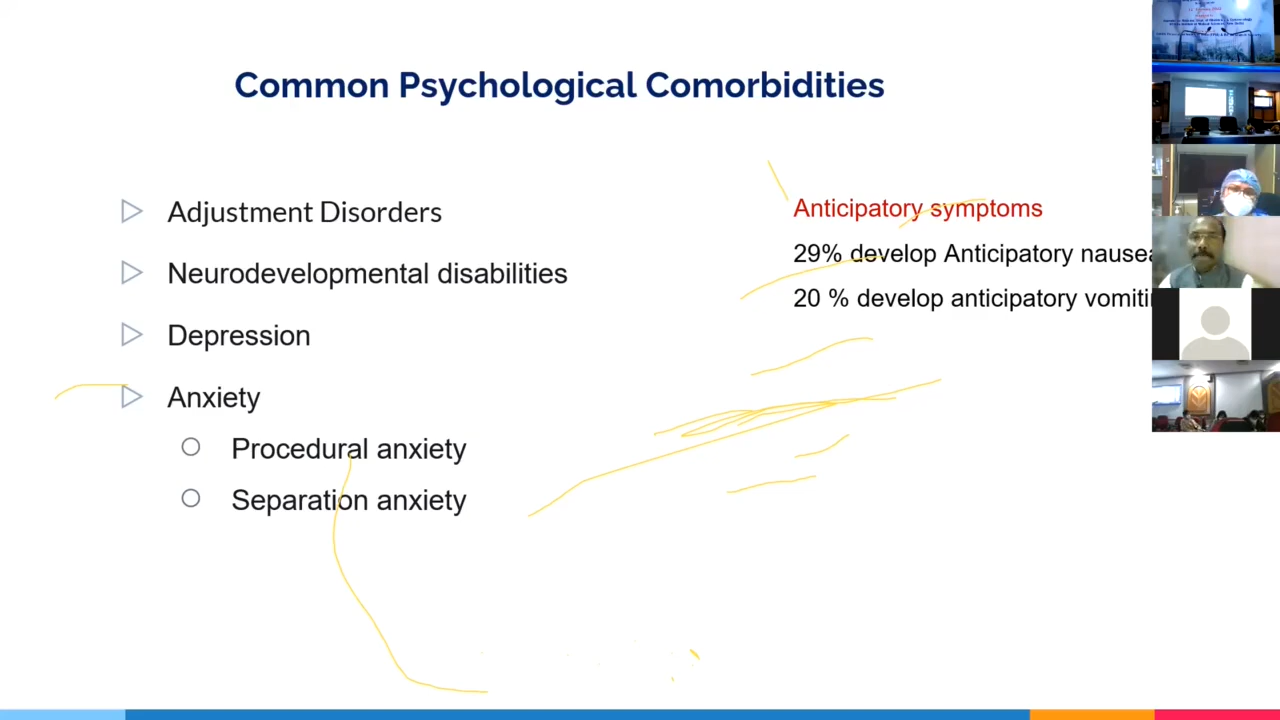 Common Psychological Comorbidities
Adjustment Disorders
Neurodevelopmental disabilities
Depression
Anxiety
Procedural anxiety
Separation anxiety
Anticipatory symptoms
29% develop Anticipatory nausea
20 % develop anticipatory